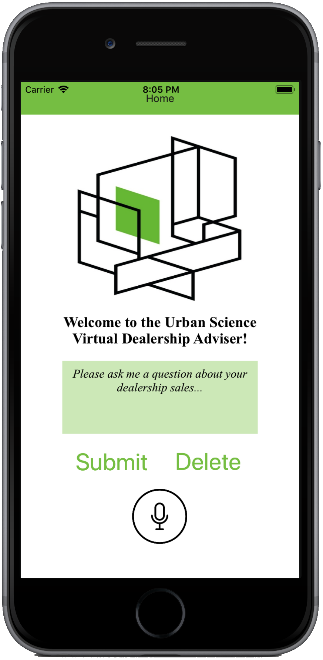 Carrier 8:05 PM
Home
Welcome to the Urban Science
Virtual Dealership Adviser!
Please ask me a question about your
dealership sales...
Submit Delete